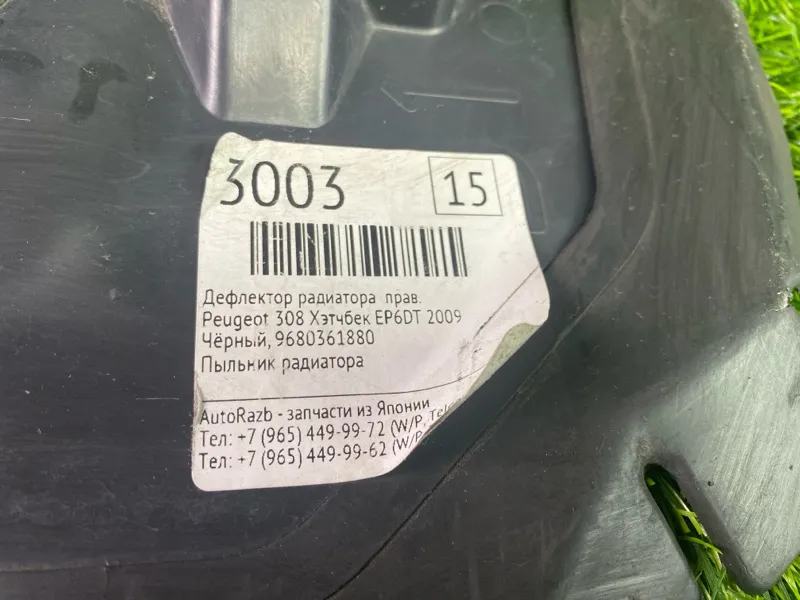 3003
15
Дефлектор радиатора прав.
Peugeot 308 Хэтчбек EP6DT 2009
Чёрный, 9680361880
Пыльник радиатора
AutoRazb - запчасти из Японии
Тел: +7 (965) 449-99-72 (W/P, Tel
Тел: +7 (965) 449-99-62 (W/P